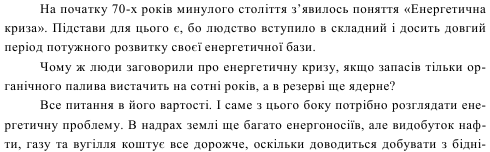 На початку 70-х років минулого століття з’явилось поняття «Енергетична
криза». Підстави для цього є, бо людство вступило в складний і досить довгий
період потужного розвитку своєї енергетичної бази.
Чому ж люди заговорили про енергетичну кризу, якщо запасів тільки ор-
ганічного палива вистачить на сотні років, а в резерві ще ядерне?
Все питання в його вартості. І саме з цього боку потрібно розглядати ене-
ргетичну проблему. В надрах землі ще багато енергоносіїв, але видобуток наф-
ти, газу та вугілля коштує все дорожче, оскільки доводиться добувати з бідні-